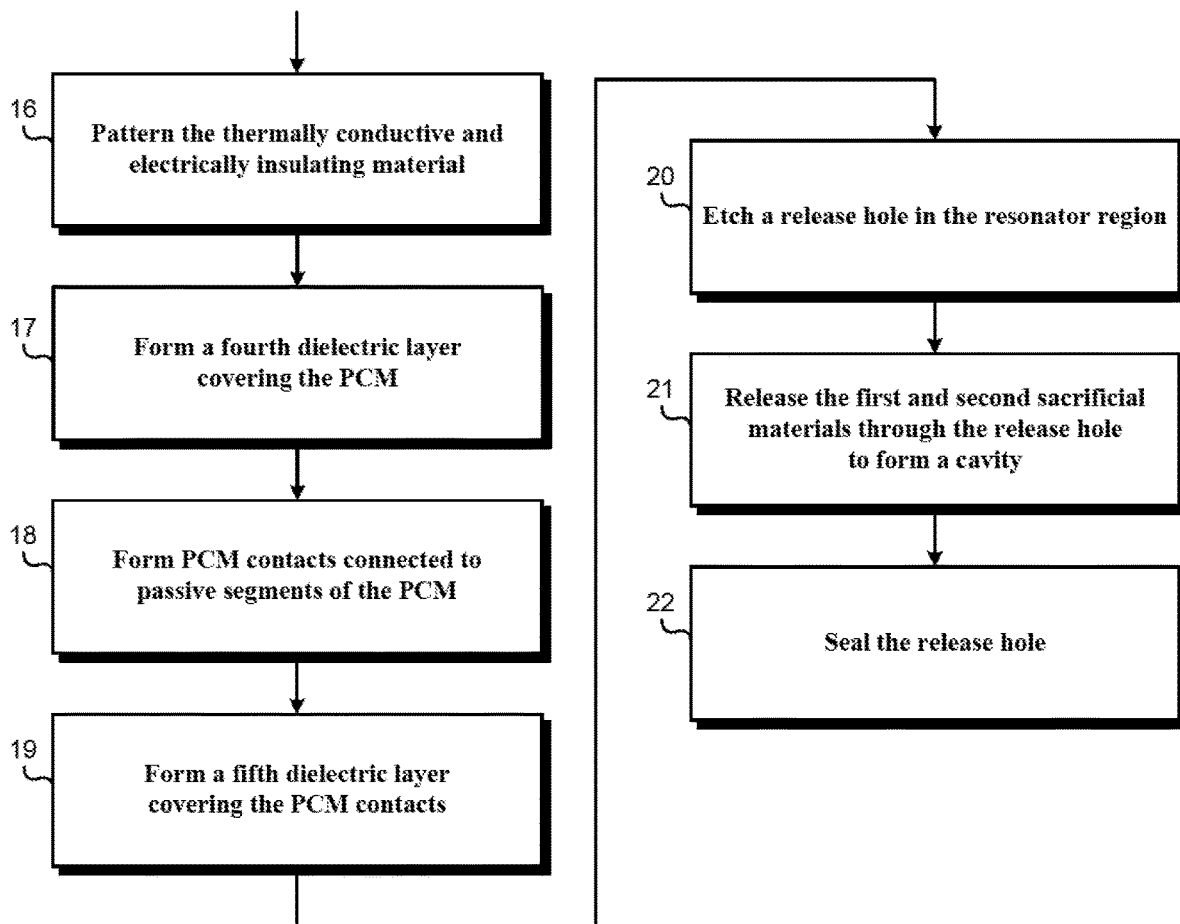 16
Pattern the thermally conductive and
electrically insulating material
17
Form a fourth dielectric layer
covering the PCM
18
Form PCM contacts connected to
passive segments of the PCM
19
Form a fifth dielectric layer
covering the PCM contacts
20
Etch a release hole in the resonator region
21
Release the first and second sacrificial
materials through the release hole
to form a cavity
22
Seal the release hole